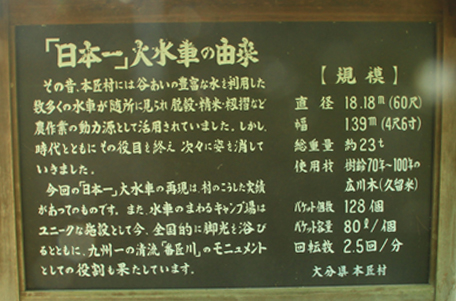 「日本一」大水車の由来
その昔、本匠村には谷あいの豊富な水を利用した
数多くの水車が随所に見られ脱穀・精米・籾摺など
農作業の動力源として活用されていました。しかし、
時代とともにその役目を終え 次々に姿を消して
いきました。
今回の「日本一」大水車の再現は、村のこうした実績
があってのものです。また、水車のまわるキャンプ場は
ユニークな施設として今、全国的に脚光を浴び
るとともに、九州一の清流「番匠川」のモニュメント
としての役割も果たしています。
【規模】
直径 18.18m(60尺)
幅 1.39m(4尺6寸)
総重量 約23t
使用材 樹齢70年~100年の
広川木(久留米)
バケット個数 128個
バケット容量 80ℓ/個
回転数 2.5回/分
大分県 本匠村